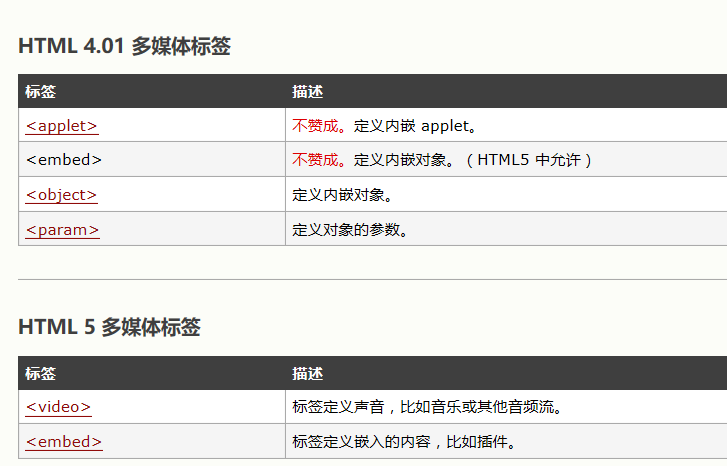 HTML 4.01 多媒体标签
标签 描述
<applet> 不赞成。定义内嵌 applet。
<embed> 不赞成。定义内嵌对象。（HTML5 中允许）
<object> 定义内嵌对象。
<param> 定义对象的参数。
HTML 5 多媒体标签
标签 描述
<video> 标签定义声音，比如音乐或其他音频流。
<embed> 标签定义嵌入的内容，比如插件。